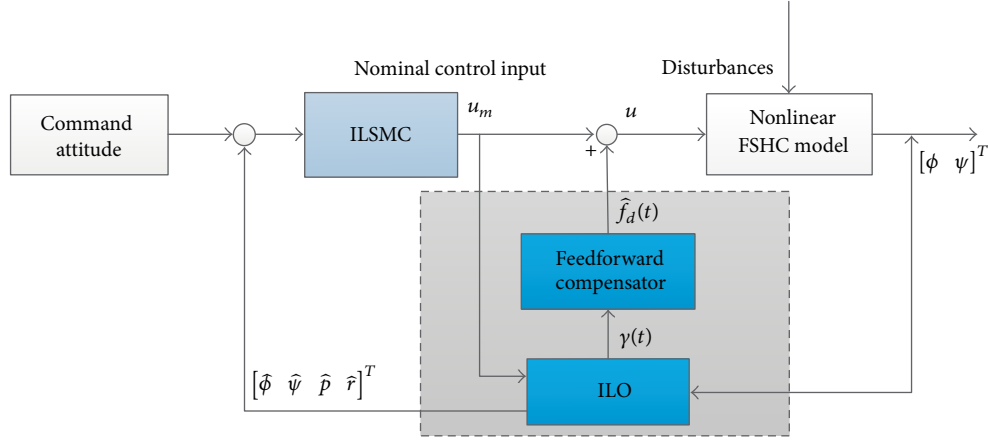 Nominal control input
Disturbances
Command
attitude
ILSMC
u_m
+
u
Nonlinear
FSHC model
[ϕ ψ]^T
f̂_d(t)
Feedforward
compensator
γ(t)
[ϕ̂ ψ̂ p̂ r̂]^T
ILO